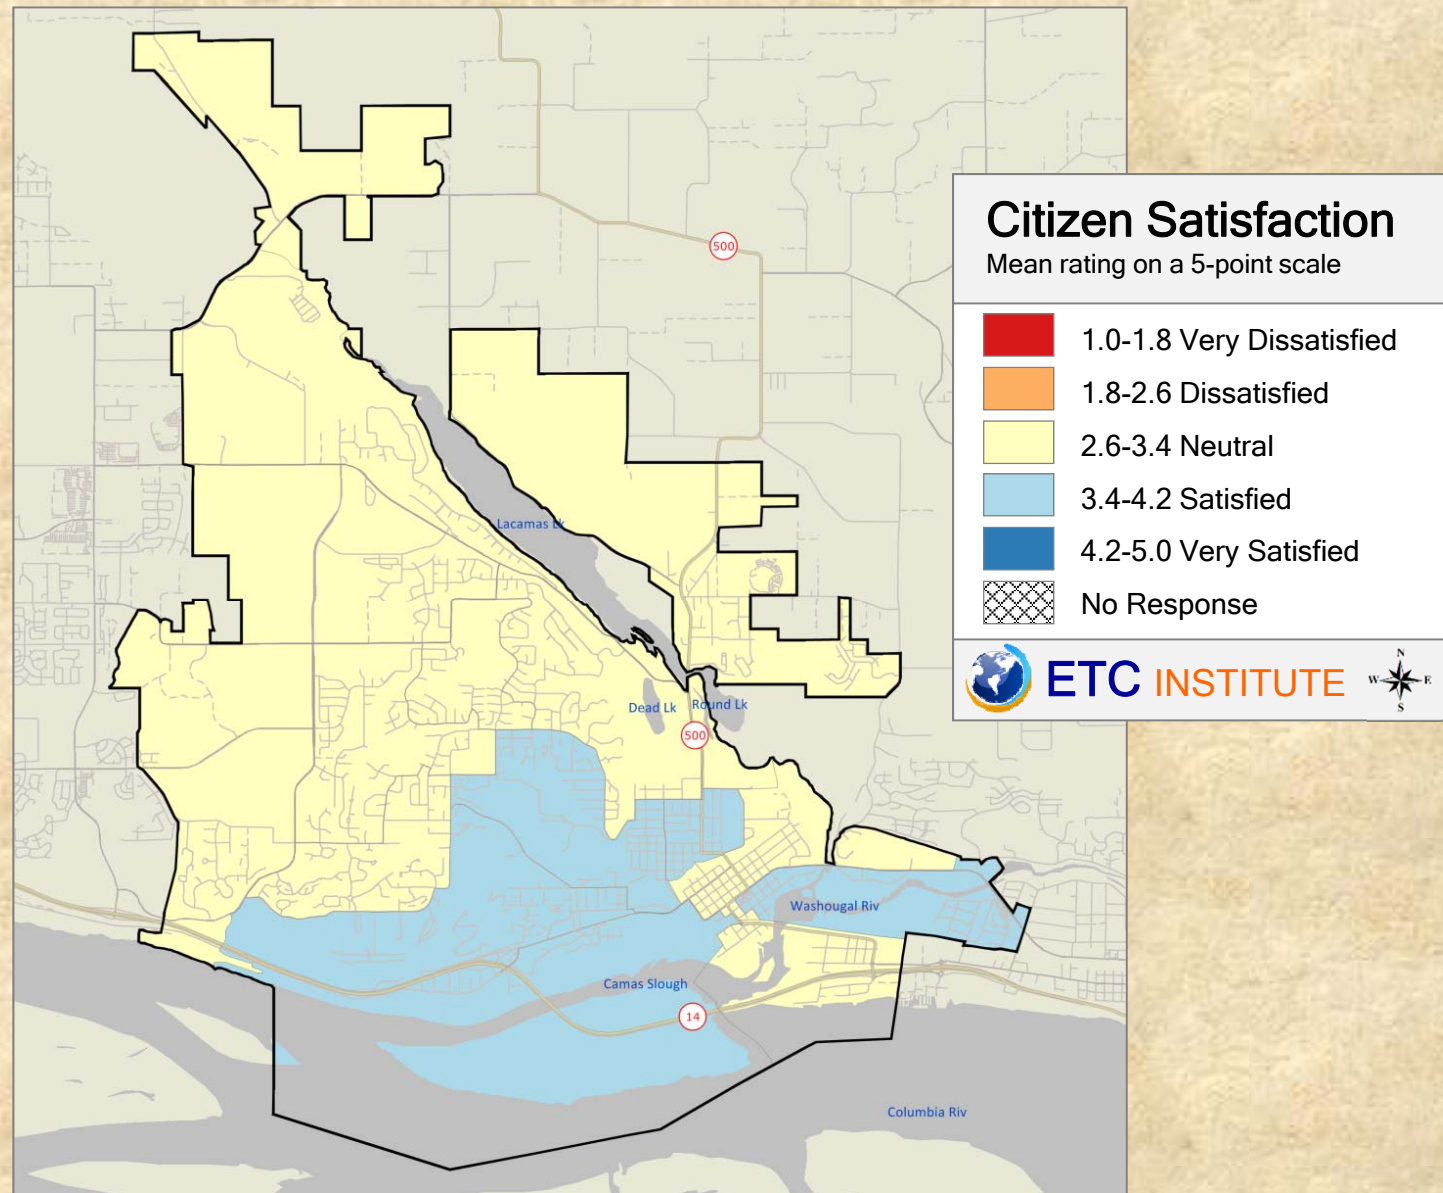 500
Citizen Satisfaction
Mean rating on a 5-point scale
1.0-1.8 Very Dissatisfied
1.8-2.6 Dissatisfied
2.6-3.4 Neutral
3.4-4.2 Satisfied
4.2-5.0 Very Satisfied
No Response
ETC INSTITUTE
N
W E
S
Lacamas Lk
Dead Lk
Round Lk
500
Washougal Riv
Camas Slough
14
Columbia Riv